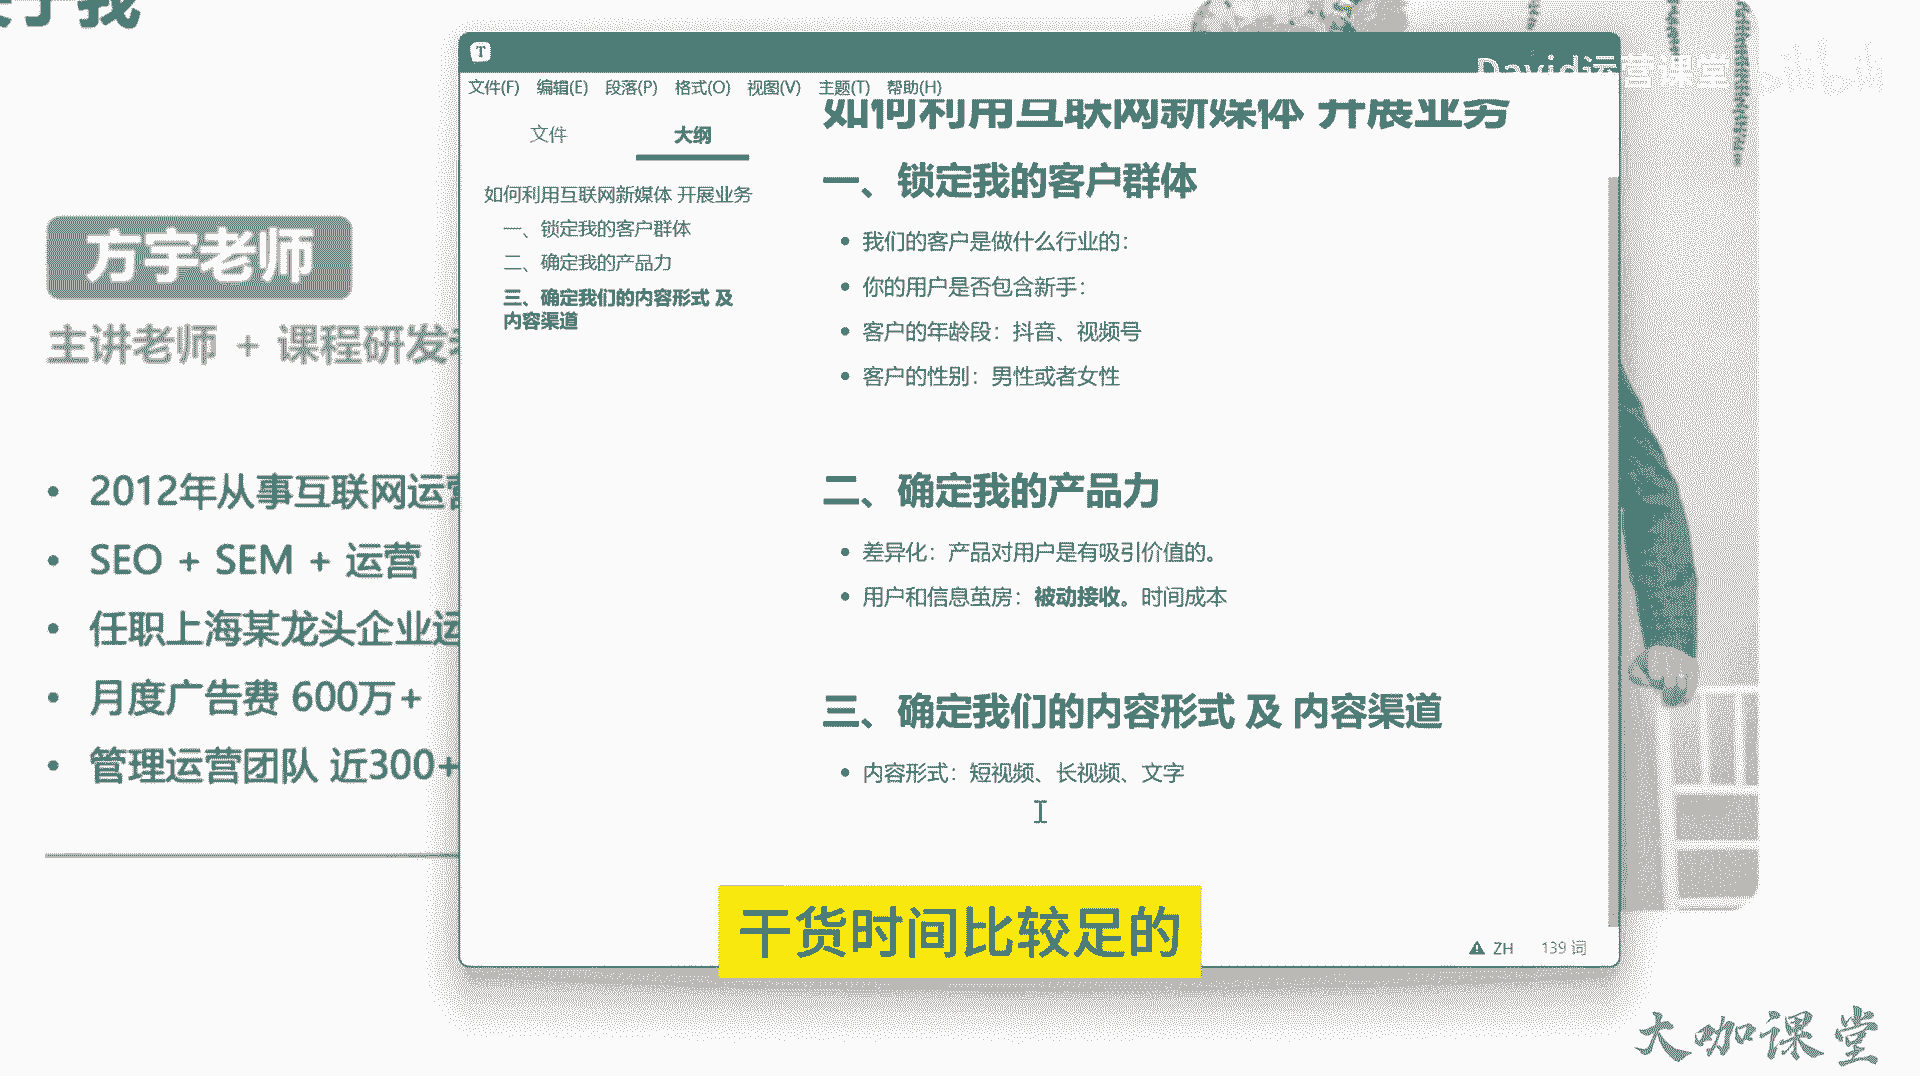 于我
David运营课堂
bilibili
T
文件(F) 编辑(E) 段落(P) 格式(O) 视图(V) 主题(T) 帮助(H)
文件 大纲
如何利用互联网新媒体 开展业务
一、锁定我的客户群体
二、确定我的产品力
三、确定我们的内容形式 及
内容渠道
如何利用互联网新媒体 开展业务
一、锁定我的客户群体
我们的客户是做什么行业的：
你的用户是否包含新手：
客户的年龄段：抖音、视频号
客户的性别：男性或者女性
二、确定我的产品力
差异化：产品对用户是有吸引价值的。
用户和信息茧房：被动接收。时间成本
三、确定我们的内容形式 及 内容渠道
内容形式：短视频、长视频、文字
ZH 139 词
方宇老师
主讲老师 + 课程研发
2012年从事互联网运营
SEO + SEM + 运营
任职上海某龙头企业运
月度广告费 600万+
管理运营团队 近300+
干货时间比较足的
大咖课堂